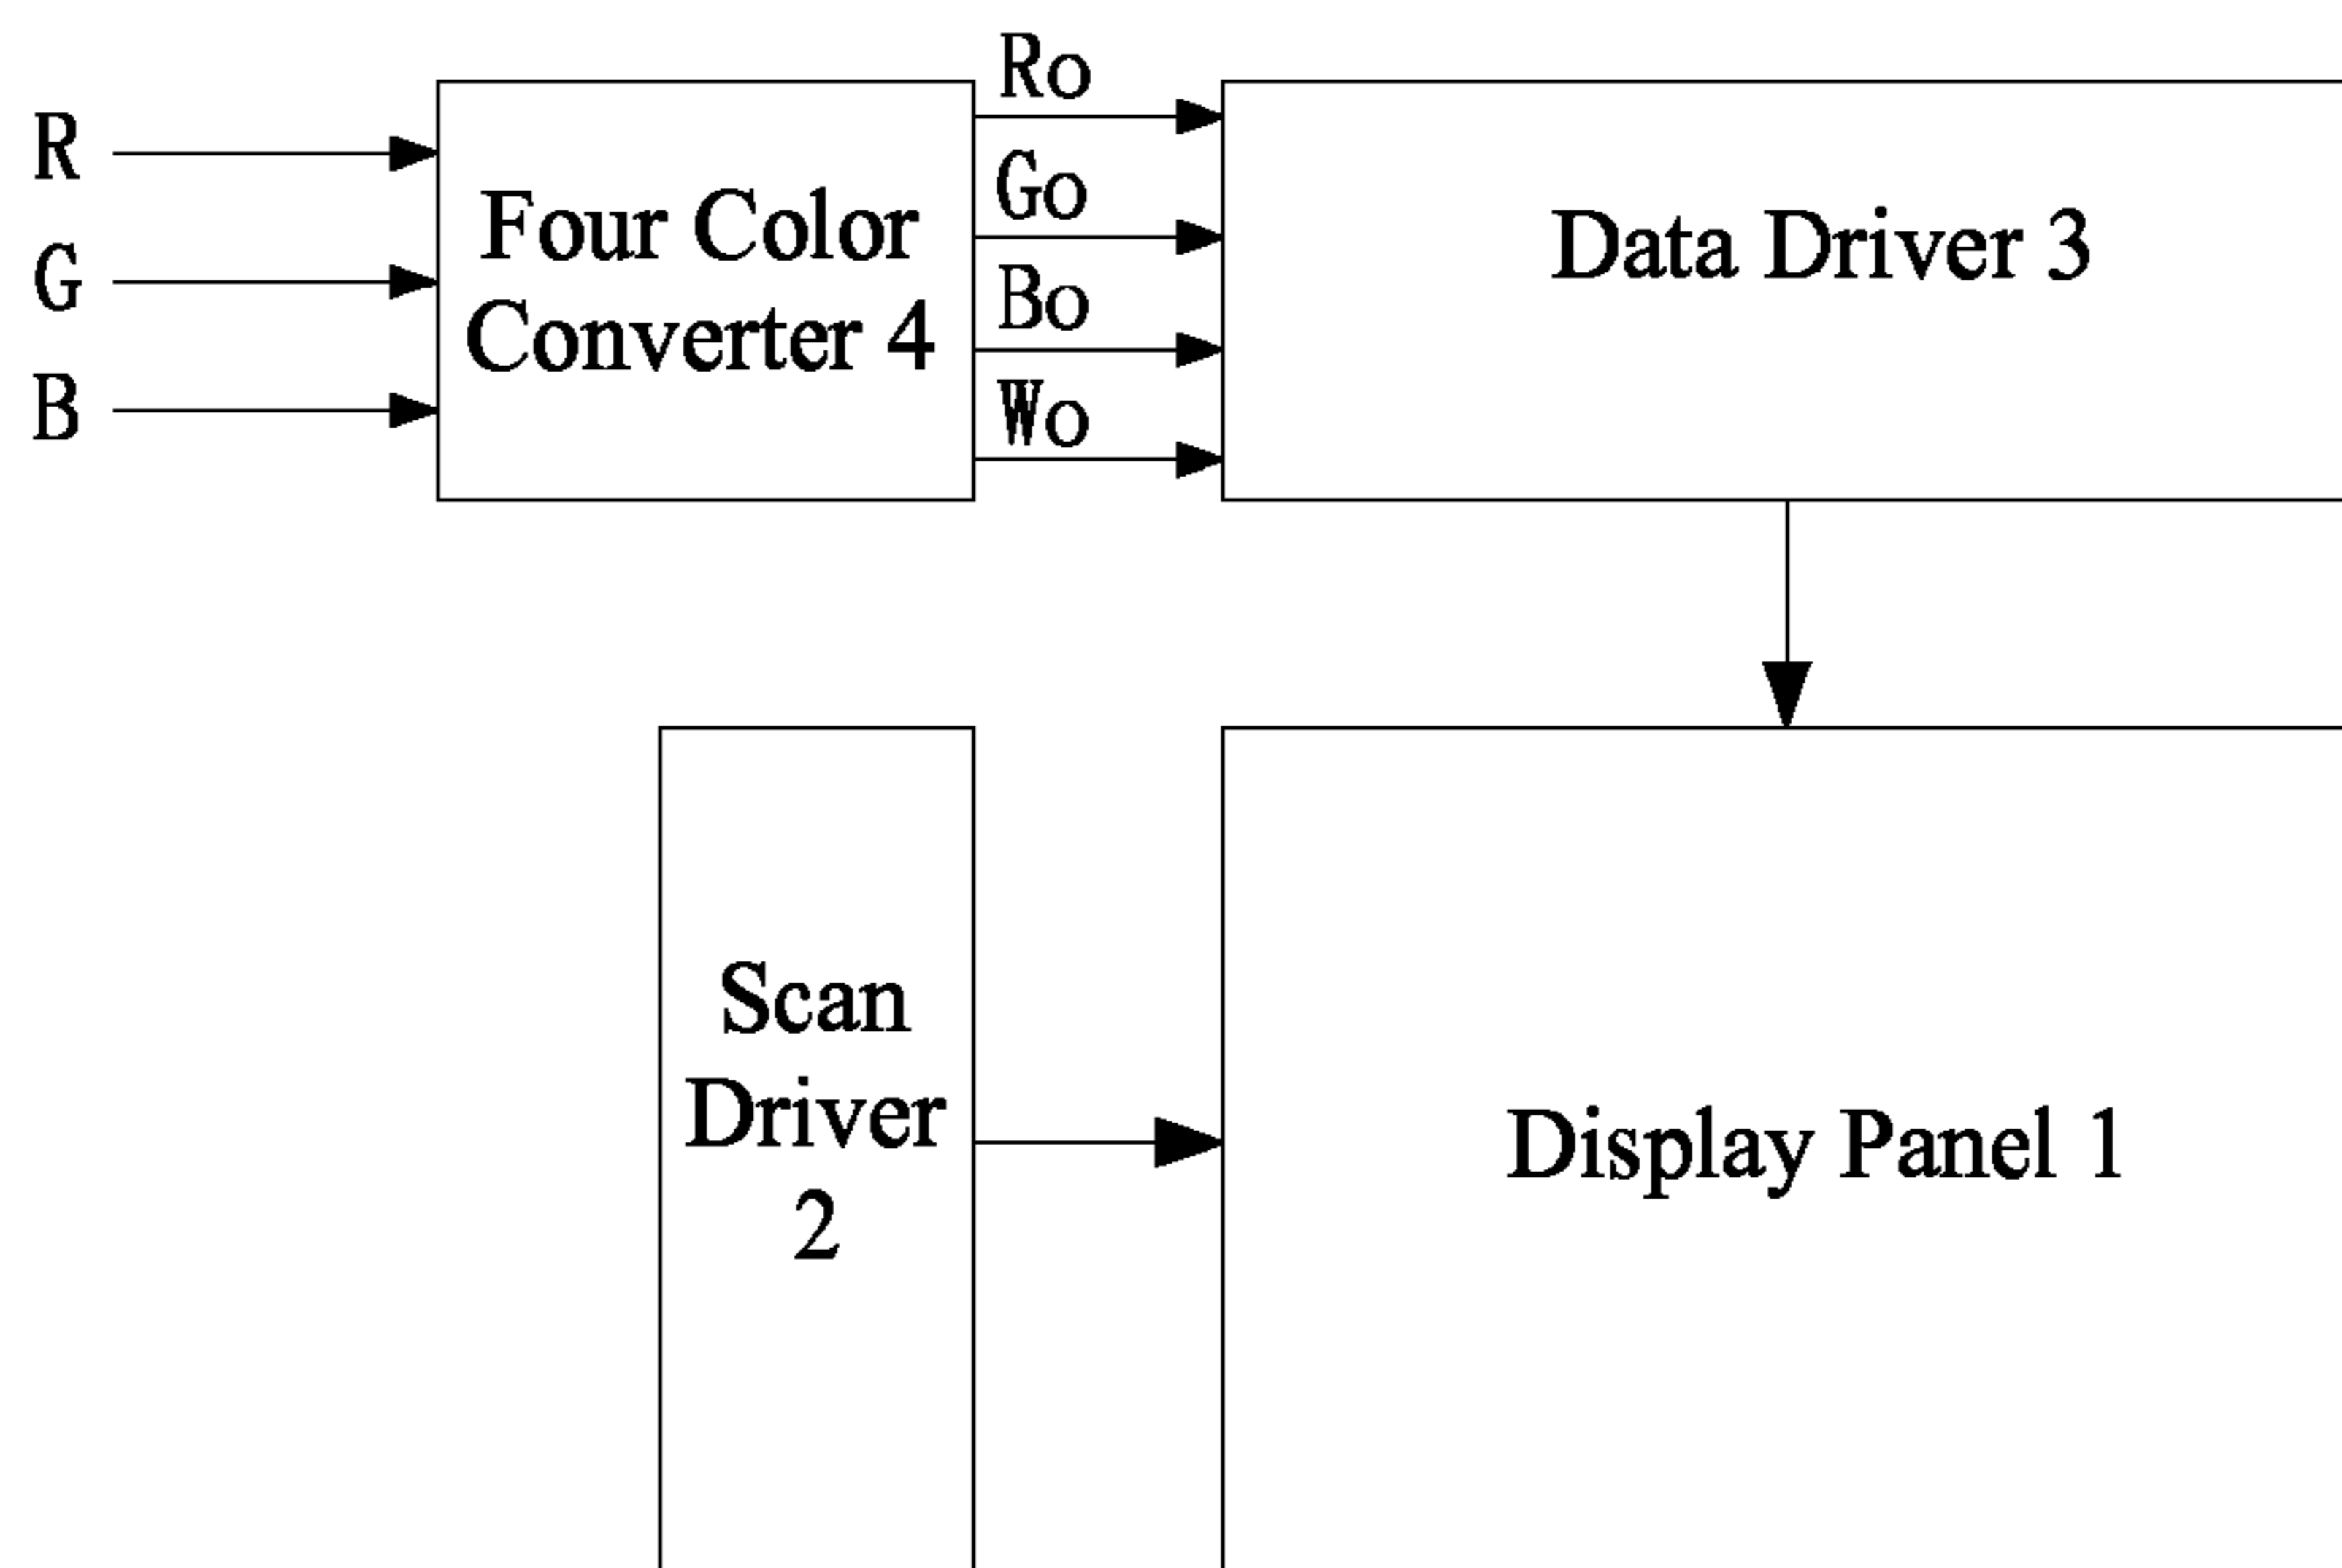 R
G
B
Four Color
Converter 4
Ro
Go
Bo
Wo
Data Driver 3
Scan
Driver
2
Display Panel 1